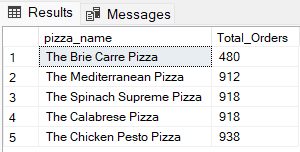 Results Messages
pizza_name Total_Orders
1 The Brie Carre Pizza 480
2 The Mediterranean Pizza 912
3 The Spinach Supreme Pizza 918
4 The Calabrese Pizza 918
5 The Chicken Pesto Pizza 938